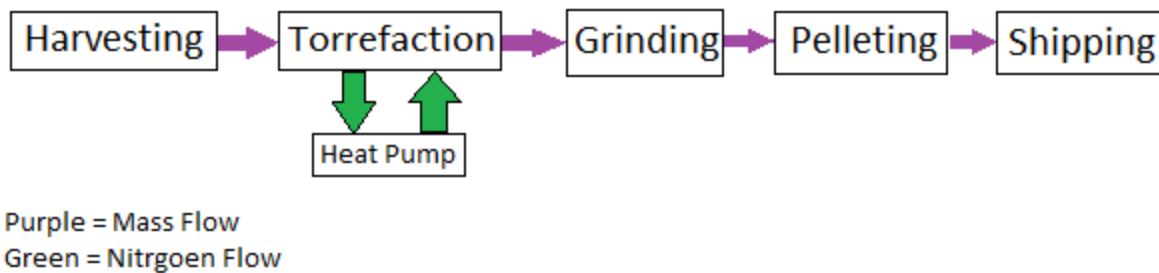 Harvesting Torrefaction Grinding Pelleting Shipping
Heat Pump
Purple = Mass Flow
Green = Nitrgoen Flow